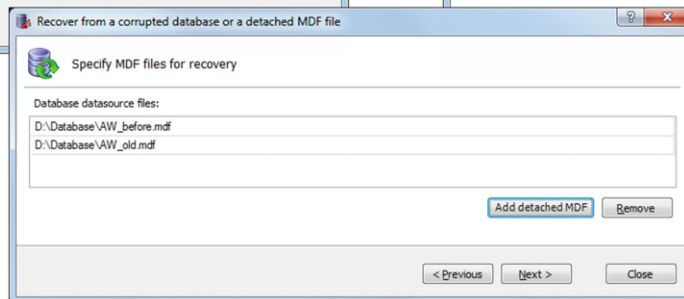 Recover from a corrupted database or a detached MDF file
Specify MDF files for recovery
Database datasource files:
D:\Database\AW_before.mdf
D:\Database\AW_old.mdf
Add detached MDF Remove
< Previous Next > Close